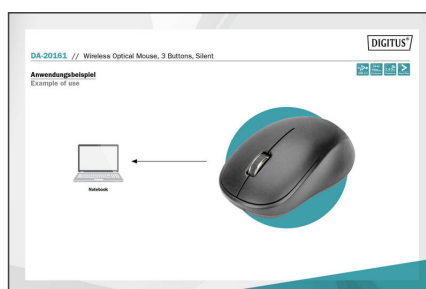 DIGITUS®
DA-20161 // Wireless Optical Mouse, 3 Buttons, Silent
Anwendungsbeispiel
Example of use
Notebook